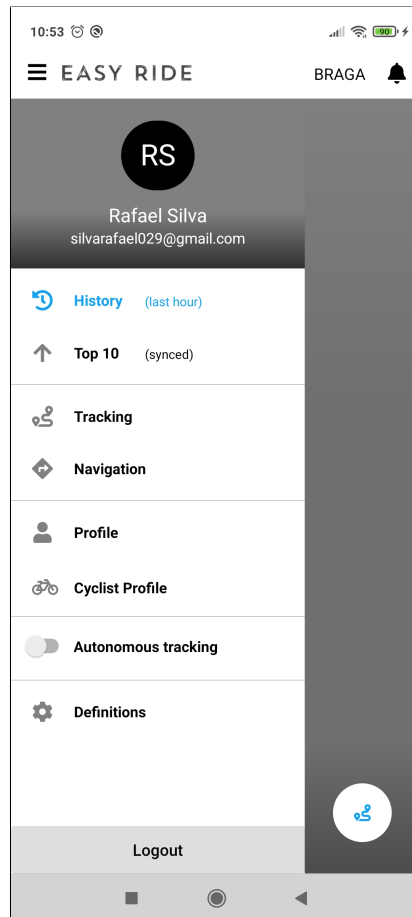 10:53
90
EASY RIDE
BRAGA
RS
Rafael Silva
silvarafael029@gmail.com
History (last hour)
Top 10 (synced)
Tracking
Navigation
Profile
Cyclist Profile
Autonomous tracking
Definitions
Logout